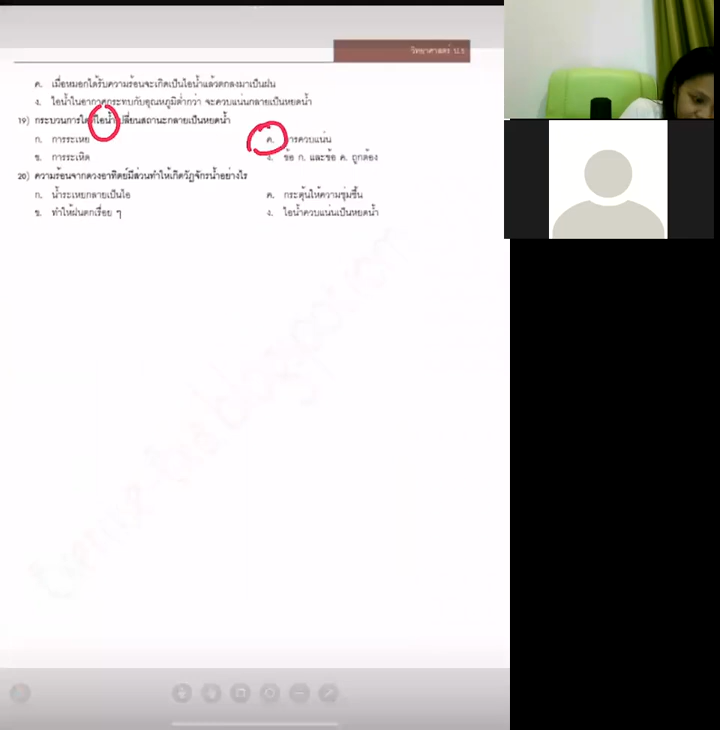 วิทยาศาสตร์ ป.5
ค. เมื่อหมอกได้รับความร้อนจะเกิดเป็นไอน้ำแล้วตกลงมาเป็นฝน
ง. ไอน้ำในอากาศกระทบกับอุณหภูมิต่ำกว่า จะควบแน่นกลายเป็นหยดน้ำ
19) กระบวนการใดที่ไอน้ำเปลี่ยนสถานะกลายเป็นหยดน้ำ
ก. การระเหย ค. การควบแน่น
ข. การระเหิด ง. ข้อ ก. และข้อ ค. ถูกต้อง
20) ความร้อนจากดวงอาทิตย์มีส่วนทำให้เกิดวัฏจักรน้ำอย่างไร
ก. น้ำระเหยกลายเป็นไอ ค. กระตุ้นให้ความชุ่มชื้น
ข. ทำให้ฝนตกเรื่อย ๆ ง. ไอน้ำควบแน่นเป็นหยดน้ำ